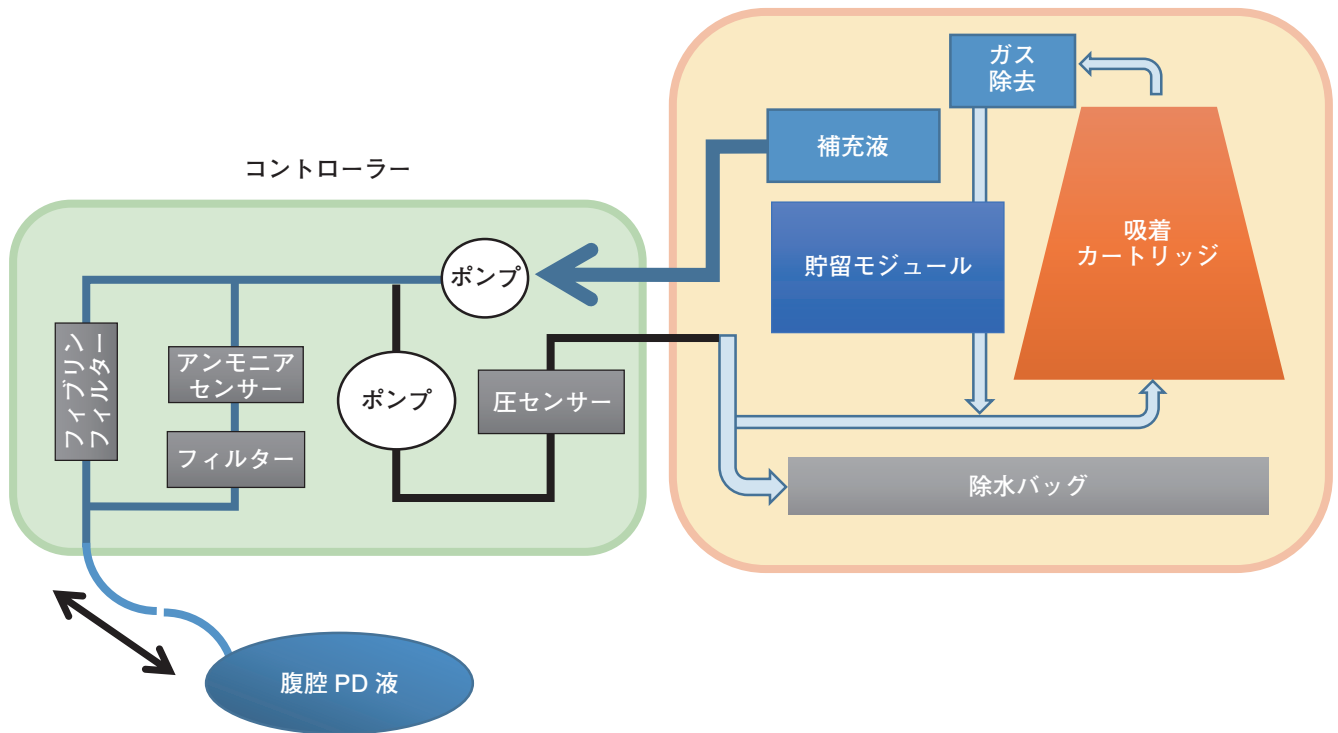 コントローラー
ポンプ
フィブリン
フィルター
アンモニア
センサー
フィルター
ポンプ
圧センサー
腹腔 PD 液
ガス
除去
補充液
貯留モジュール
吸着
カートリッジ
除水バッグ